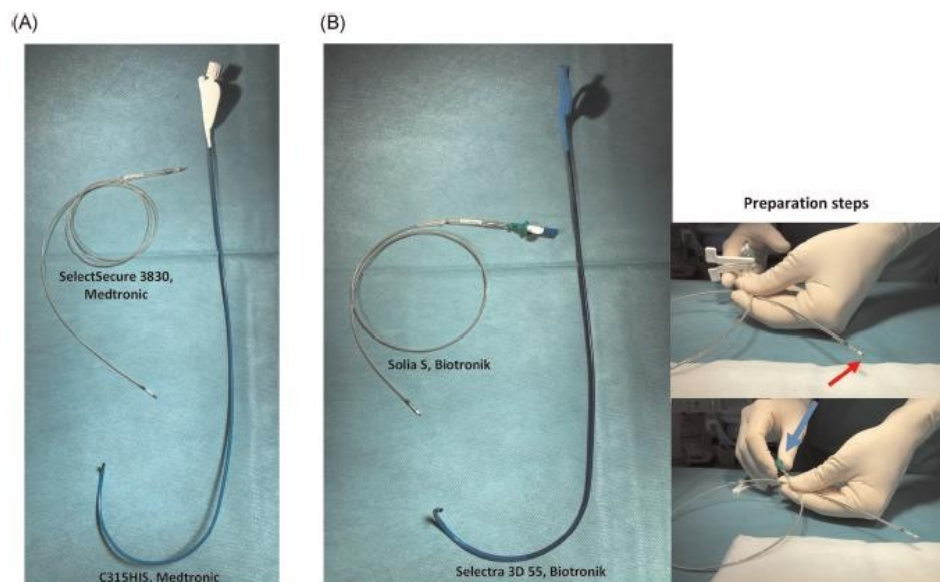 (A)
(B)
SelectSecure 3830,
Medtronic
C315HIS, Medtronic
Solia S, Biotronik
Selectra 3D 55, Biotronik
Preparation steps